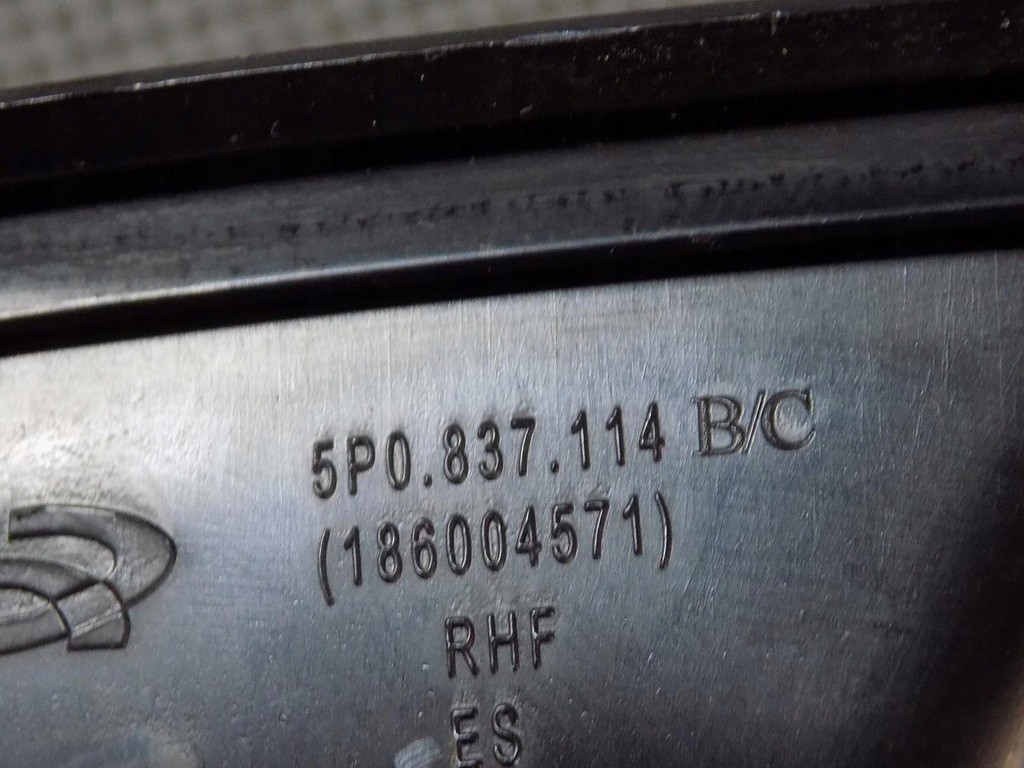 5P0.837.114 B/C
(186004571)
RHF
ES